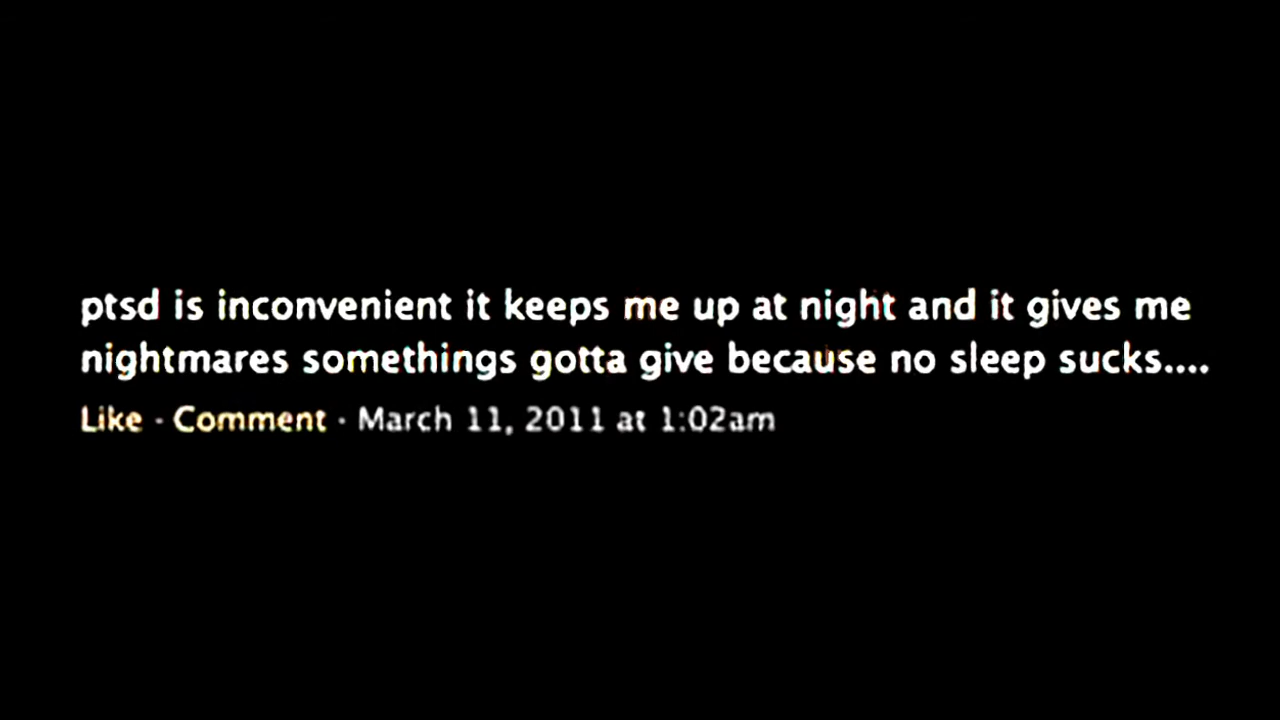 ptsd is inconvenient it keeps me up at night and it gives me
nightmares somethings gotta give because no sleep sucks....
Like · Comment · March 11, 2011 at 1:02am